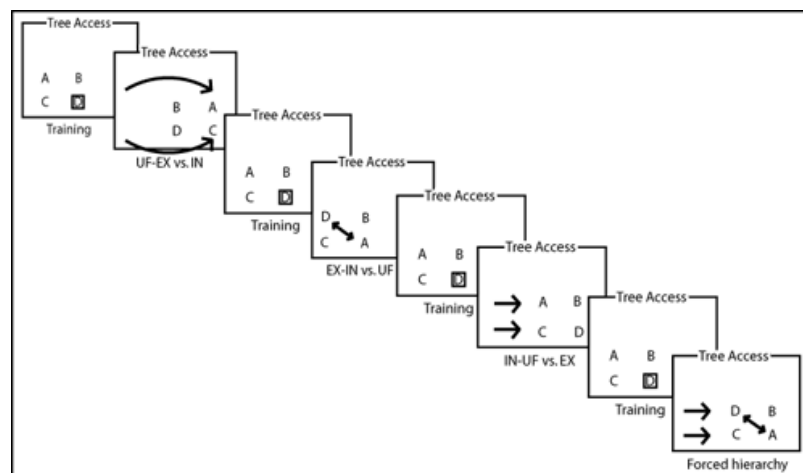 Tree Access
A B
C D
Training
Tree Access
B A
D C
UF-EX vs. IN
Tree Access
A B
C D
Training
Tree Access
D B
C A
EX-IN vs. UF
Tree Access
A B
C D
Training
Tree Access
A B
C D
IN-UF vs. EX
Tree Access
A B
C D
Training
Tree Access
D B
C A
Forced hierarchy